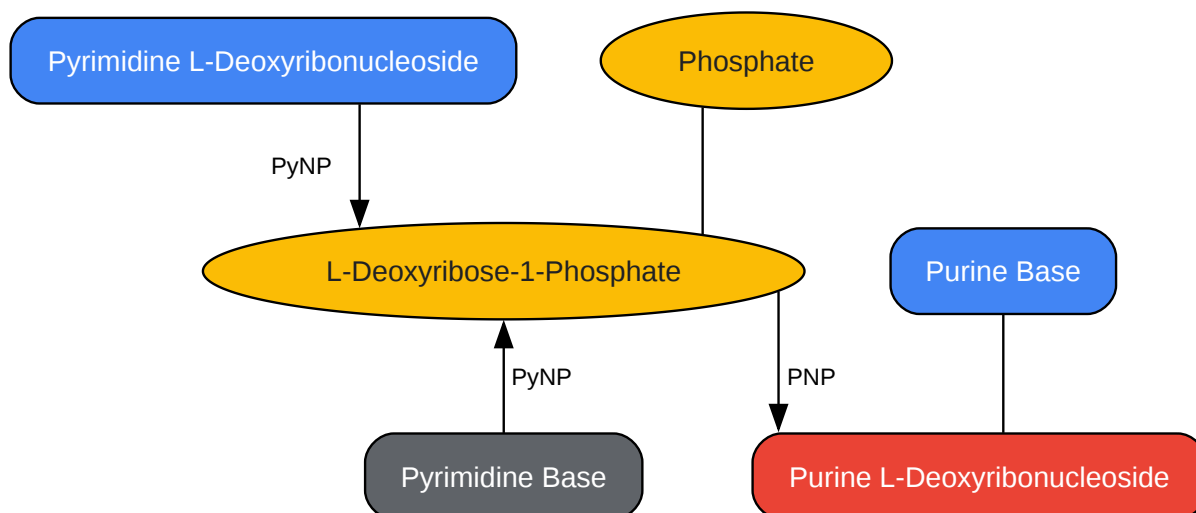 Pyrimidine L-Deoxyribonucleoside
Phosphate
PyNP
L-Deoxyribose-1-Phosphate
Purine Base
PyNP
PNP
Pyrimidine Base
Purine L-Deoxyribonucleoside